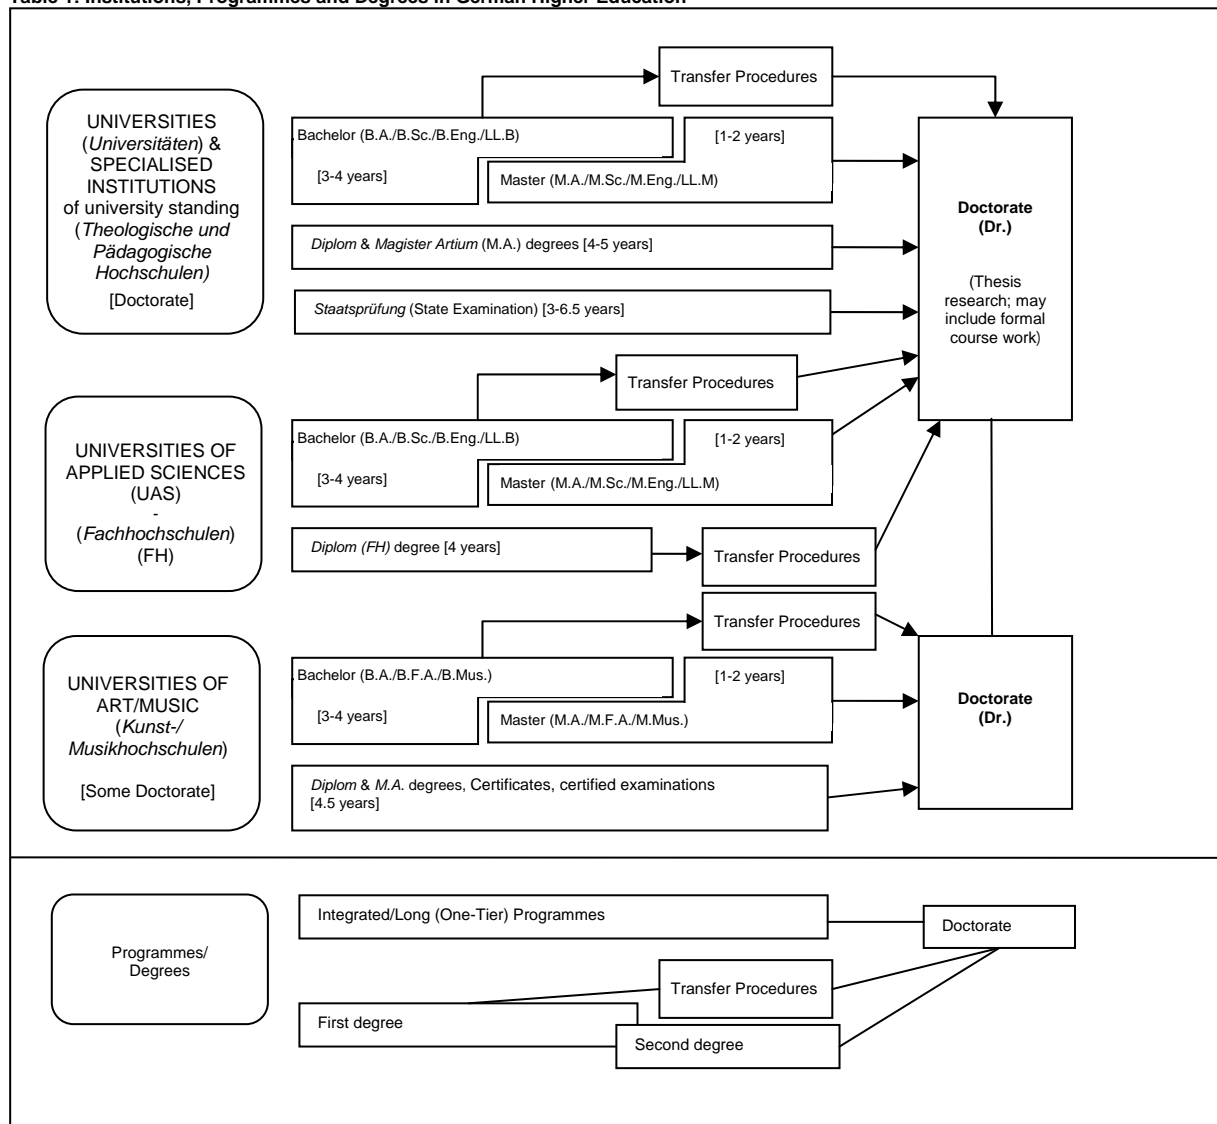 Table 1: Institutions, Programmes and Degrees in German Higher Education
Transfer Procedures
UNIVERSITIES
(Universitäten) &
SPECIALISED
INSTITUTIONS
of university standing
(Theologische und
Pädagogische
Hochschulen)
[Doctorate]
Bachelor (B.A./B.Sc./B.Eng./LL.B)
[3-4 years]
[1-2 years]
Master (M.A./M.Sc./M.Eng./LL.M)
Diplom & Magister Artium (M.A.) degrees [4-5 years]
Staatsprüfung (State Examination) [3-6.5 years]
Doctorate
(Dr.)
(Thesis
research; may
include formal
course work)
Transfer Procedures
UNIVERSITIES OF
APPLIED SCIENCES
(UAS)
-
(Fachhochschulen)
(FH)
Bachelor (B.A./B.Sc./B.Eng./LL.B)
[3-4 years]
[1-2 years]
Master (M.A./M.Sc./M.Eng./LL.M)
Diplom (FH) degree [4 years]
Transfer Procedures
Transfer Procedures
UNIVERSITIES OF
ART/MUSIC
(Kunst-/
Musikhochschulen)
[Some Doctorate]
Bachelor (B.A./B.F.A./B.Mus.)
[3-4 years]
[1-2 years]
Master (M.A./M.F.A./M.Mus.)
Diplom & M.A. degrees, Certificates, certified examinations
[4.5 years]
Doctorate
(Dr.)
Programmes/
Degrees
Integrated/Long (One-Tier) Programmes
Doctorate
Transfer Procedures
First degree
Second degree